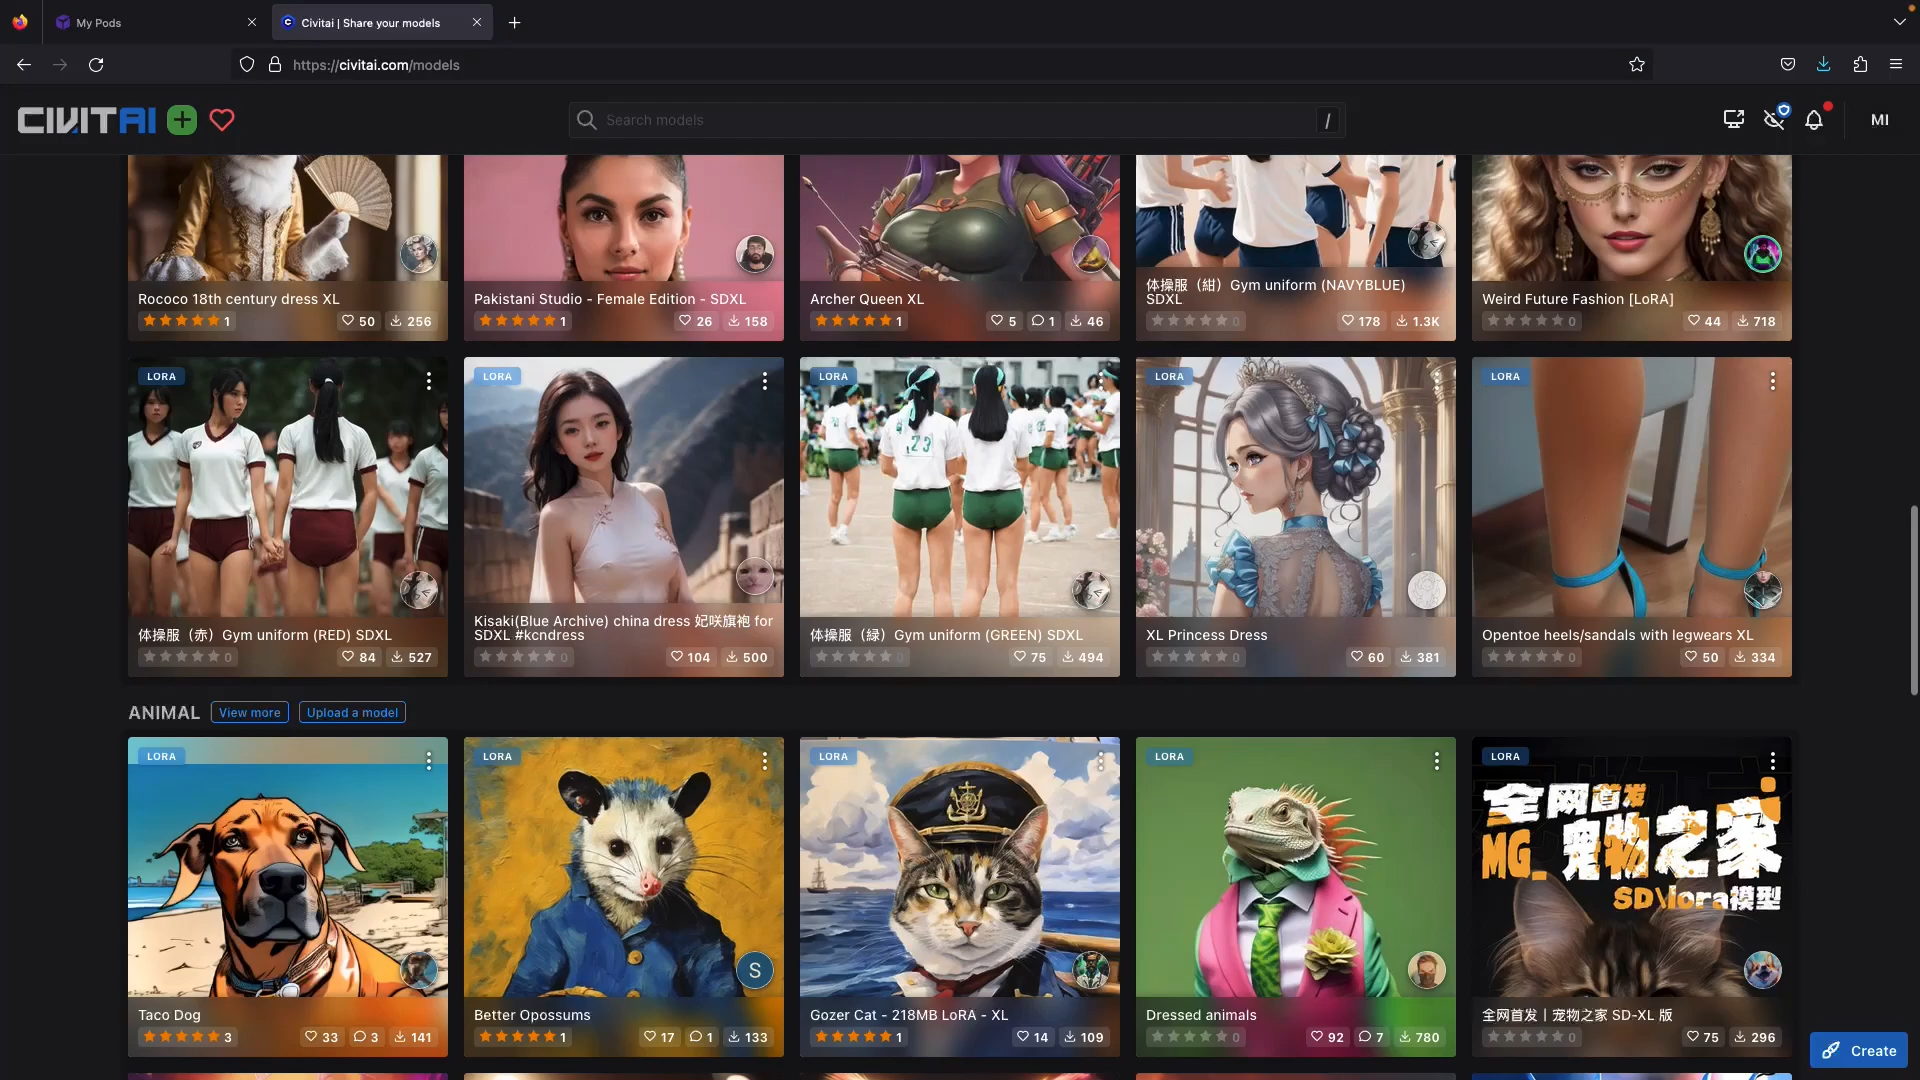 My Pods
Civitai | Share your models
https://civitai.com/models
CIVITAI
Search models
/
MI
Rococo 18th century dress XL
1
50
256
Pakistani Studio - Female Edition - SDXL
1
26
158
Archer Queen XL
1
5
1
46
体操服（紺）Gym uniform (NAVYBLUE)
SDXL
0
178
1.3K
Weird Future Fashion [LoRA]
0
44
718
LORA
体操服（赤）Gym uniform (RED) SDXL
0
84
527
LORA
Kisaki(Blue Archive) china dress 妃咲旗袍 for
SDXL #kcndress
0
104
500
LORA
23
体操服（緑）Gym uniform (GREEN) SDXL
0
75
494
LORA
XL Princess Dress
0
60
381
LORA
Opentoe heels/sandals with legwears XL
0
50
334
ANIMAL
View more
Upload a model
LORA
Taco Dog
3
33
3
141
LORA
S
Better Opossums
1
17
1
133
LORA
Gozer Cat - 218MB LoRA - XL
1
14
109
LORA
Dressed animals
0
92
7
780
LORA
全网首发
MG_宠物之家
SD\lora模型
全网首发丨宠物之家 SD-XL 版
0
75
296
Create